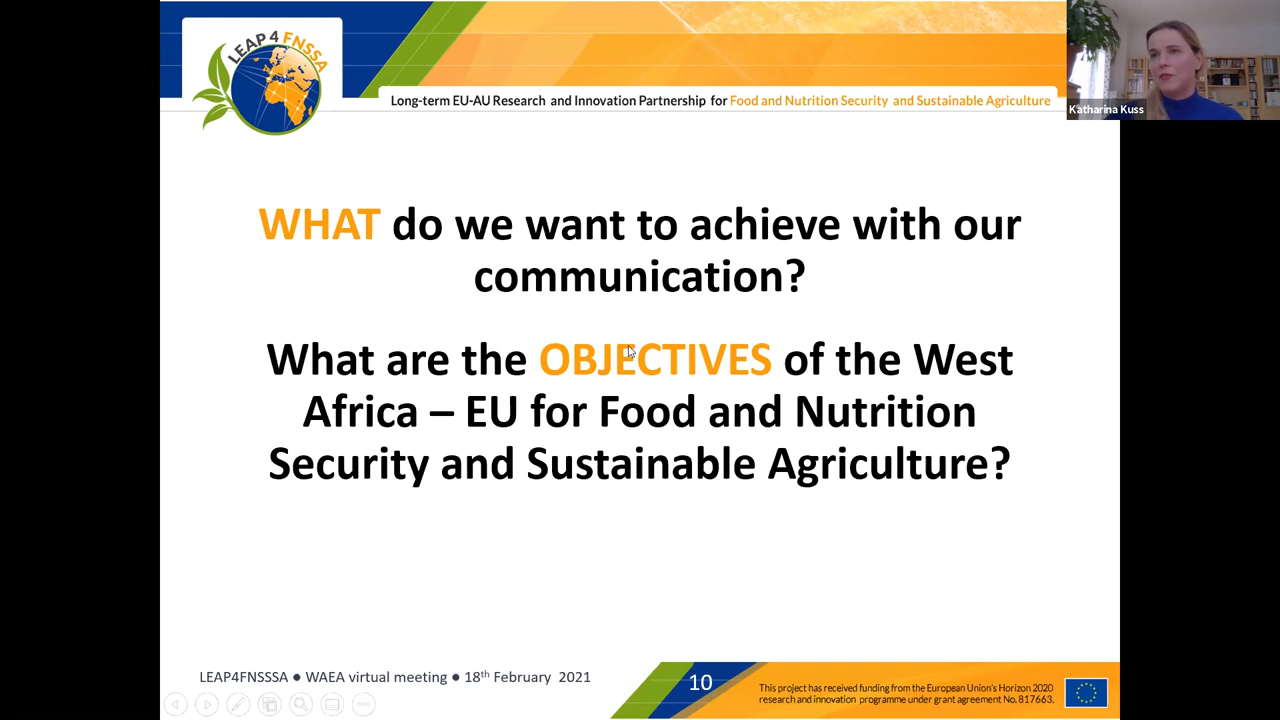 LEAP 4 FNSSA
Long-term EU-AU Research and Innovation Partnership for Food and Nutrition Security and Sustainable Agriculture
Katharina Kuss
WHAT do we want to achieve with our
communication?
What are the OBJECTIVES of the West
Africa – EU for Food and Nutrition
Security and Sustainable Agriculture?
LEAP4FNSSSA ● WAEA virtual meeting ● 18th February 2021
10
This project has received funding from the European Union's Horizon 2020
research and innovation programme under grant agreement No. 817663.